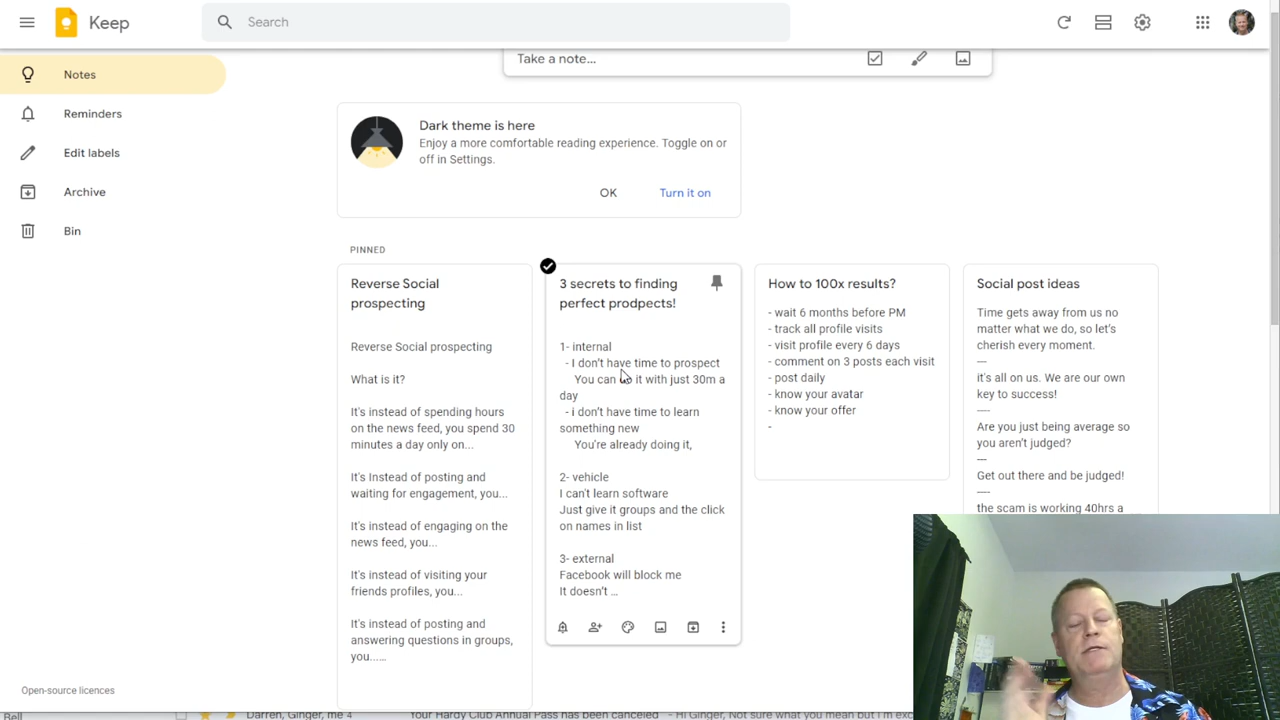 Keep
Search
Take a note...
Notes
Reminders
Edit labels
Archive
Bin
Dark theme is here
Enjoy a more comfortable reading experience. Toggle on or
off in Settings.
OK
Turn it on
PINNED
Reverse Social
prospecting
Reverse Social prospecting
What is it?
It's instead of spending hours
on the news feed, you spend 30
minutes a day only on...
It's Instead of posting and
waiting for engagement, you...
It's instead of engaging on the
news feed, you...
It's instead of visiting your
friends profiles, you...
It's instead of posting and
answering questions in groups,
you......
3 secrets to finding
perfect prodpects!
1- internal
- I don't have time to prospect
You can do it with just 30m a
day
- i don't have time to learn
something new
You're already doing it,
2- vehicle
I can't learn software
Just give it groups and the click
on names in list
3- external
Facebook will block me
It doesn't ...
How to 100x results?
- wait 6 months before PM
- track all profile visits
- visit profile every 6 days
- comment on 3 posts each visit
- post daily
- know your avatar
- know your offer
-
Social post ideas
Time gets away from us no
matter what we do, so let's
cherish every moment.
---
it's all on us. We are our own
key to success!
----
Are you just being average so
you aren't judged?
---
Get out there and be judged!
----
the scam is working 40hrs a
Open-source licences
Bell
Darren, Ginger, me 4
Your Hardy Club Annual Pass has been cancelled - Hi Ginger, Not sure what you mean but I'm